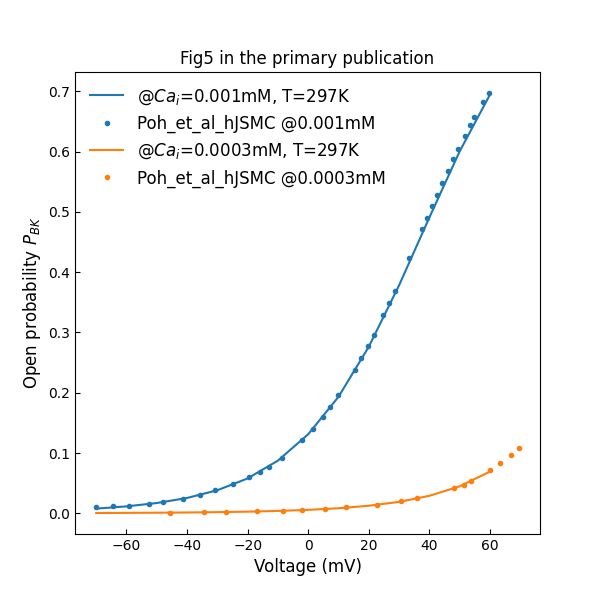 Fig5 in the primary publication
@Ca_i=0.001mM, T=297K
Poh_et_al_hJSMC @0.001mM
@Ca_i=0.0003mM, T=297K
Poh_et_al_hJSMC @0.0003mM
Open probability P_BK
0.7
0.6
0.5
0.4
0.3
0.2
0.1
0.0
−60 −40 −20 0 20 40 60
Voltage (mV)